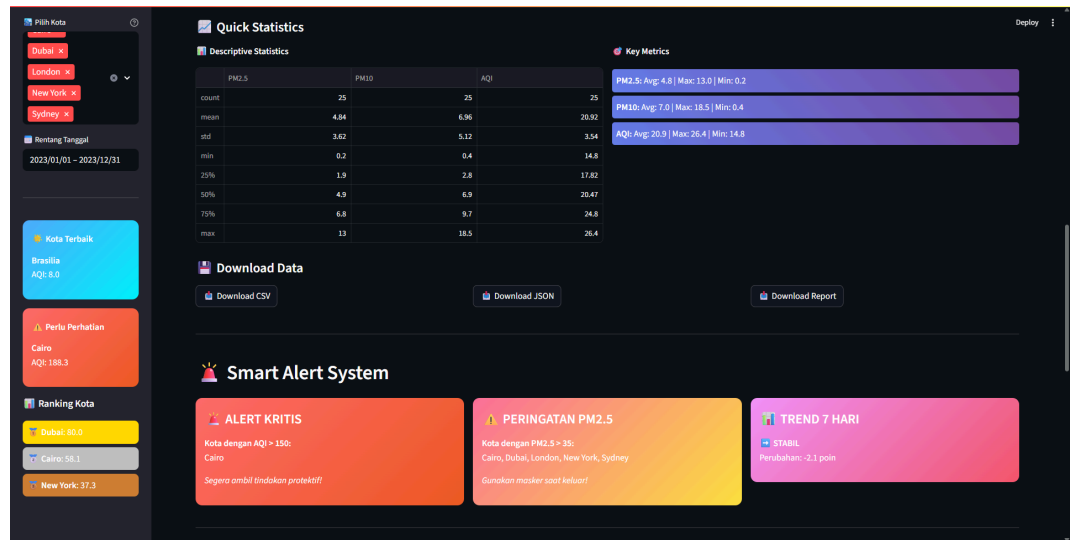 Pilih Kota
Dubai ×
London ×
New York ×
Sydney ×
Rentang Tanggal
2023/01/01 – 2023/12/31
Kota Terbaik
Brasilia
AQI: 8.0
Perlu Perhatian
Cairo
AQI: 188.3
Ranking Kota
Dubai: 80.0
Cairo: 58.1
New York: 37.3
Deploy
Quick Statistics
Descriptive Statistics
PM2.5 PM10 AQI
count 25 25 25
mean 4.84 6.96 20.92
std 3.62 5.12 3.54
min 0.2 0.4 14.8
25% 1.9 2.8 17.82
50% 4.9 6.9 20.47
75% 6.8 9.7 24.8
max 13 18.5 26.4
Key Metrics
PM2.5: Avg: 4.8 | Max: 13.0 | Min: 0.2
PM10: Avg: 7.0 | Max: 18.5 | Min: 0.4
AQI: Avg: 20.9 | Max: 26.4 | Min: 14.8
Download Data
Download CSV
Download JSON
Download Report
Smart Alert System
ALERT KRITIS
Kota dengan AQI > 150:
Cairo
Segera ambil tindakan protektif!
PERINGATAN PM2.5
Kota dengan PM2.5 > 35:
Cairo, Dubai, London, New York, Sydney
Gunakan masker saat keluar!
TREND 7 HARI
STABIL
Perubahan: -2.1 poin